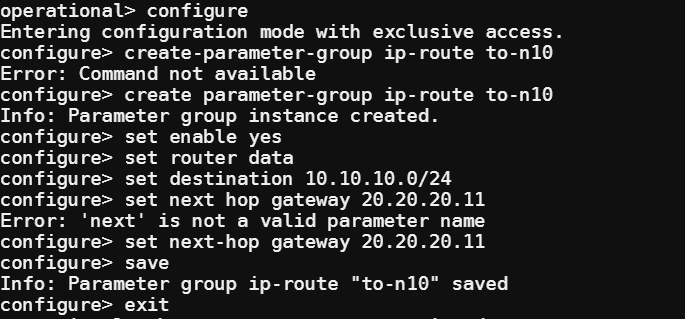 operational> configure
Entering configuration mode with exclusive access.
configure> create-parameter-group ip-route to-n10
Error: Command not available
configure> create parameter-group ip-route to-n10
Info: Parameter group instance created.
configure> set enable yes
configure> set router data
configure> set destination 10.10.10.0/24
configure> set next hop gateway 20.20.20.11
Error: 'next' is not a valid parameter name
configure> set next-hop gateway 20.20.20.11
configure> save
Info: Parameter group ip-route "to-n10" saved
configure> exit